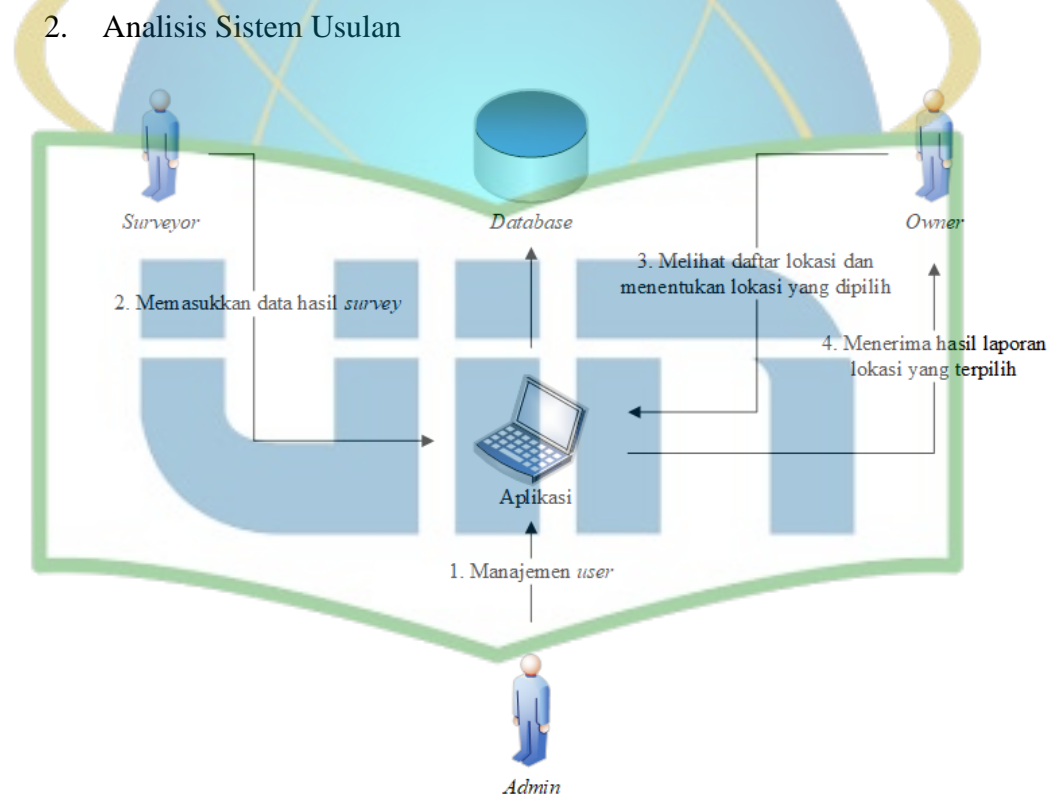 2. Analisis Sistem Usulan
Surveyor
Database
Owner
2. Memasukkan data hasil survey
3. Melihat daftar lokasi dan
menentukan lokasi yang dipilih
4. Menerima hasil laporan
lokasi yang terpilih
Aplikasi
1. Manajemen user
Admin
uin